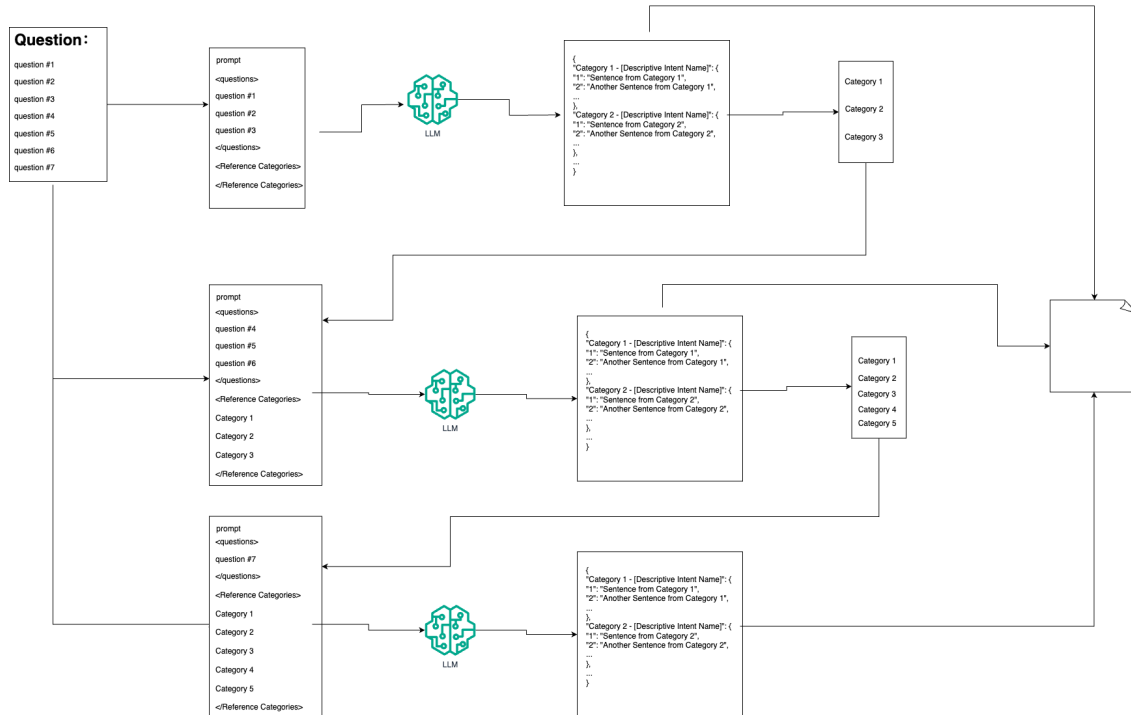 Question：
question #1
question #2
question #3
question #4
question #5
question #6
question #7
prompt
<questions>
question #1
question #2
question #3
</questions>
<Reference Categories>
</Reference Categories>
LLM
{
"Category 1 - [Descriptive Intent Name]": {
"1": "Sentence from Category 1",
"2": "Another Sentence from Category 1",
...
},
"Category 2 - [Descriptive Intent Name]": {
"1": "Sentence from Category 2",
"2": "Another Sentence from Category 2",
...
},
...
}
Category 1
Category 2
Category 3
prompt
<questions>
question #4
question #5
question #6
</questions>
<Reference Categories>
Category 1
Category 2
Category 3
</Reference Categories>
LLM
{
"Category 1 - [Descriptive Intent Name]": {
"1": "Sentence from Category 1",
"2": "Another Sentence from Category 1",
...
},
"Category 2 - [Descriptive Intent Name]": {
"1": "Sentence from Category 2",
"2": "Another Sentence from Category 2",
...
},
...
}
Category 1
Category 2
Category 3
Category 4
Category 5
prompt
<questions>
question #7
</questions>
<Reference Categories>
Category 1
Category 2
Category 3
Category 4
Category 5
</Reference Categories>
LLM
{
"Category 1 - [Descriptive Intent Name]": {
"1": "Sentence from Category 1",
"2": "Another Sentence from Category 1",
...
},
"Category 2 - [Descriptive Intent Name]": {
"1": "Sentence from Category 2",
"2": "Another Sentence from Category 2",
...
},
...
}